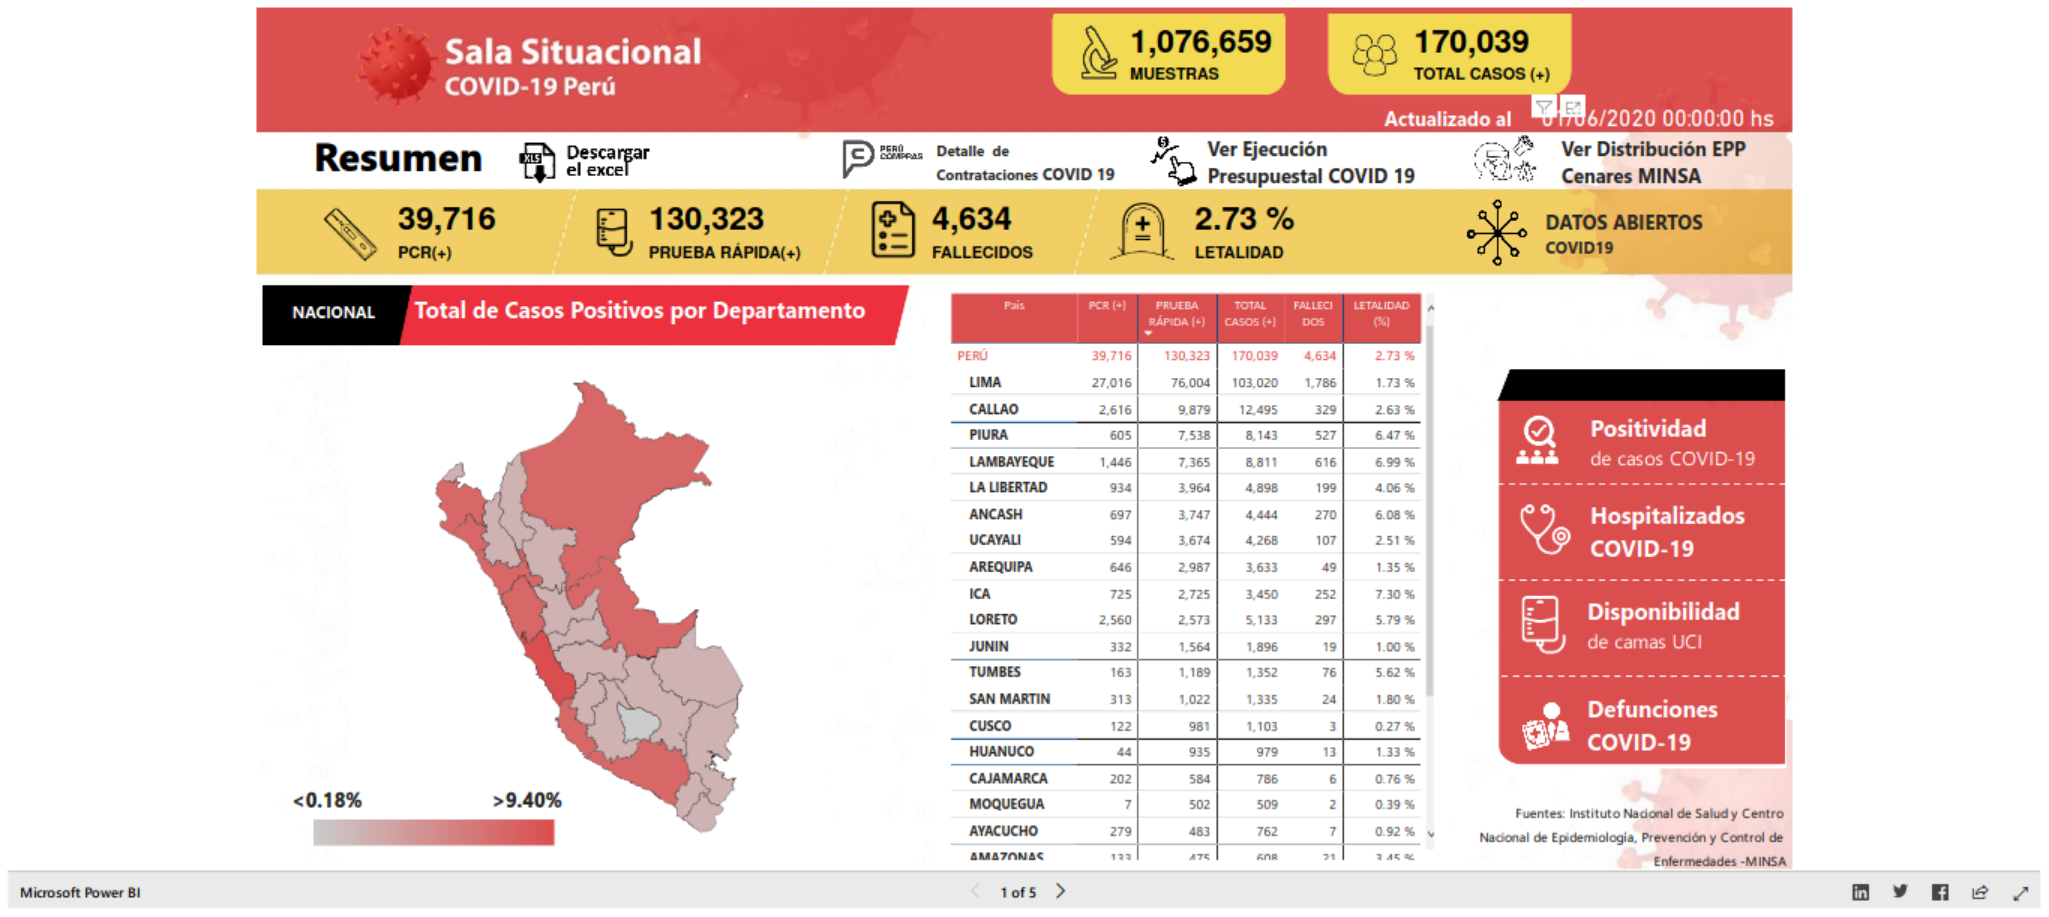 Sala Situacional
COVID-19 Perú
1,076,659
MUESTRAS
170,039
TOTAL CASOS (+)
Actualizado al 01/06/2020 00:00:00 hs
Resumen
XLS
Descargar
el excel
PERÚ
COMPRAS
Detalle de
Contrataciones COVID 19
Ver Ejecución
Presupuestal COVID 19
Ver Distribución EPP
Cenares MINSA
39,716
PCR(+)
130,323
PRUEBA RÁPIDA(+)
4,634
FALLECIDOS
2.73 %
LETALIDAD
DATOS ABIERTOS
COVID19
NACIONAL
Total de Casos Positivos por Departamento
<0.18%
>9.40%
País PCR (+) PRUEBA RÁPIDA (+) TOTAL CASOS (+) FALLECI DOS LETALIDAD (%)
PERÚ 39,716 130,323 170,039 4,634 2.73 %
LIMA 27,016 76,004 103,020 1,786 1.73 %
CALLAO 2,616 9,879 12,495 329 2.63 %
PIURA 605 7,538 8,143 527 6.47 %
LAMBAYEQUE 1,446 7,365 8,811 616 6.99 %
LA LIBERTAD 934 3,964 4,898 199 4.06 %
ANCASH 697 3,747 4,444 270 6.08 %
UCAYALI 594 3,674 4,268 107 2.51 %
AREQUIPA 646 2,987 3,633 49 1.35 %
ICA 725 2,725 3,450 252 7.30 %
LORETO 2,560 2,573 5,133 297 5.79 %
JUNIN 332 1,564 1,896 19 1.00 %
TUMBES 163 1,189 1,352 76 5.62 %
SAN MARTIN 313 1,022 1,335 24 1.80 %
CUSCO 122 981 1,103 3 0.27 %
HUANUCO 44 935 979 13 1.33 %
CAJAMARCA 202 584 786 6 0.76 %
MOQUEGUA 7 502 509 2 0.39 %
AYACUCHO 279 483 762 7 0.92 %
AMAZONAS 133 475 608 21 3.45 %
Positividad
de casos COVID-19
Hospitalizados
COVID-19
Disponibilidad
de camas UCI
Defunciones
COVID-19
Fuentes: Instituto Nacional de Salud y Centro
Nacional de Epidemiología, Prevención y Control de
Enfermedades -MINSA
Microsoft Power BI
1 of 5